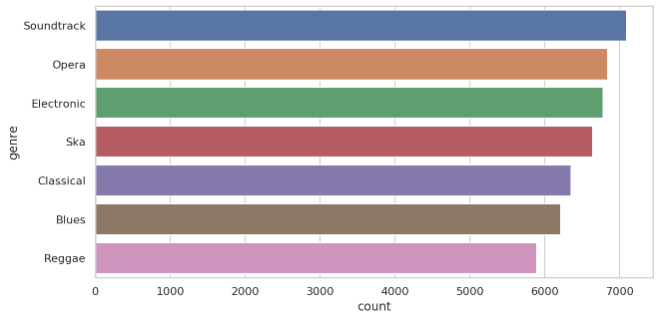 Soundtrack
Opera
Electronic
Ska
Classical
Blues
Reggae
genre
0 1000 2000 3000 4000 5000 6000 7000
count